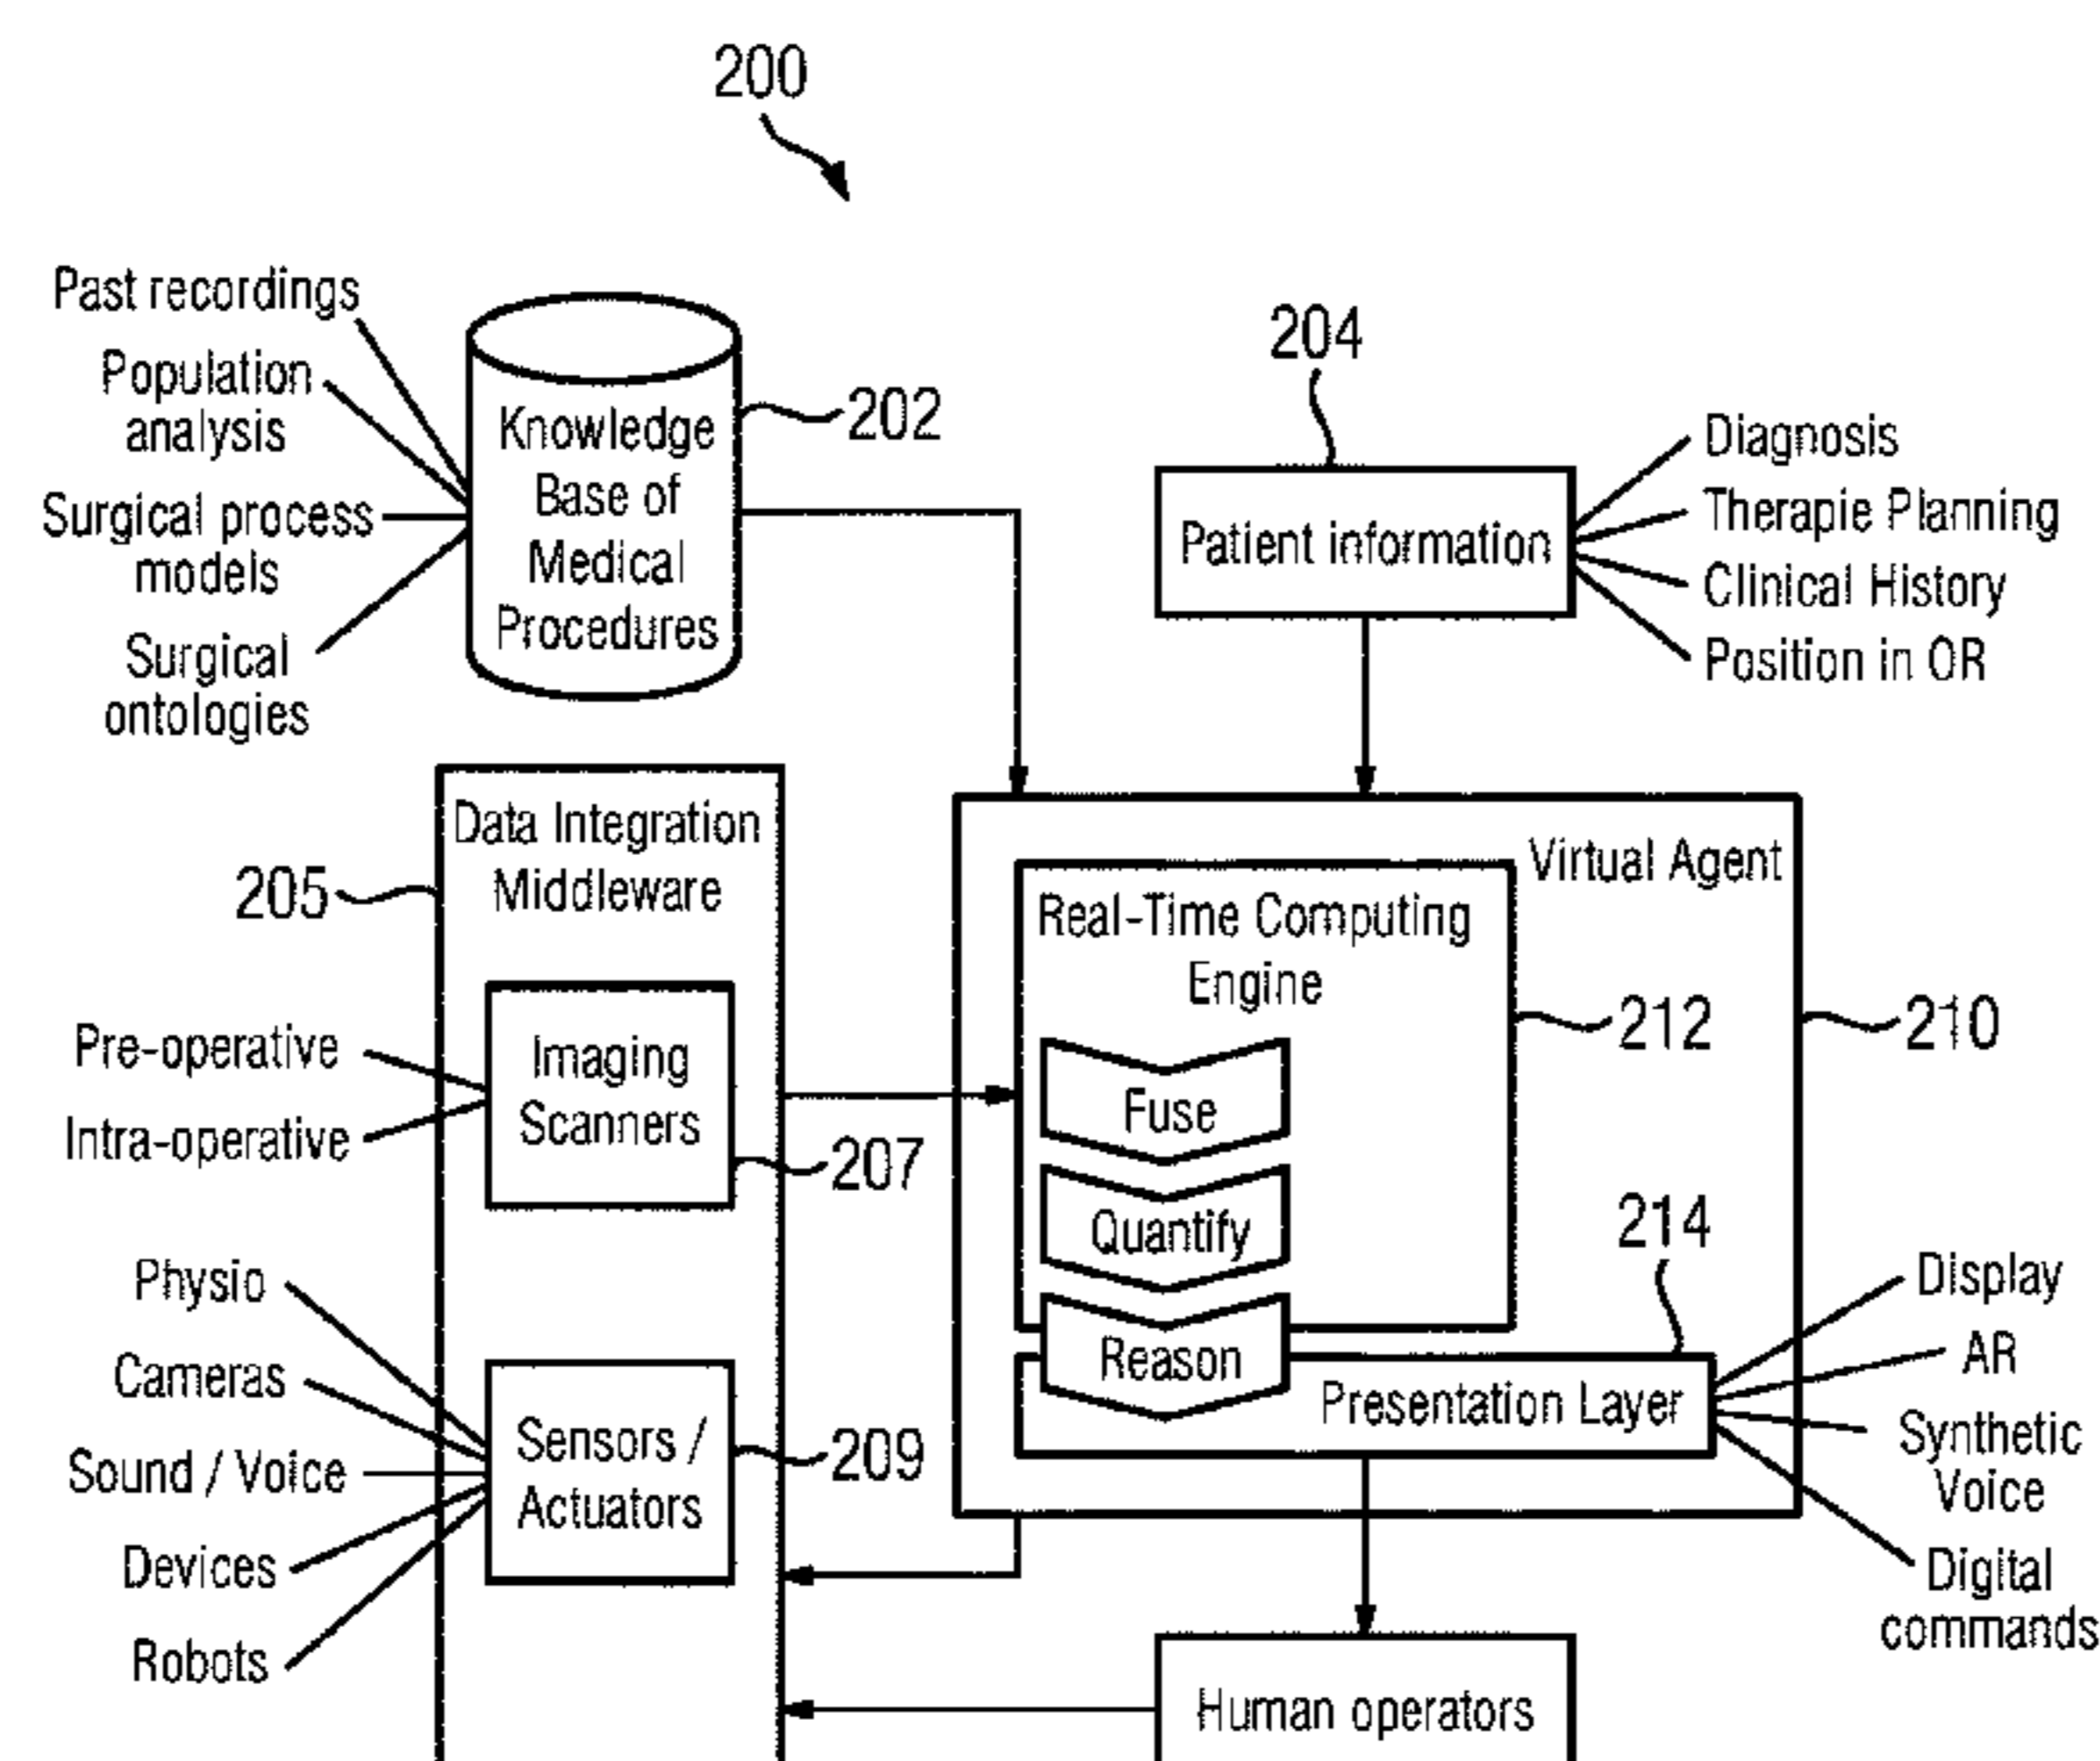 200
Past recordings
Population
analysis
Surgical process
models
Surgical
ontologies
Knowledge
Base of
Medical
Procedures
202
204
Patient information
Diagnosis
Therapie Planning
Clinical History
Position in OR
205
Data Integration
Middleware
Pre-operative
Intra-operative
Imaging
Scanners
207
Physio
Cameras
Sound / Voice
Devices
Robots
Sensors /
Actuators
209
Virtual Agent
210
Real-Time Computing
Engine
212
Fuse
Quantify
Reason
214
Presentation Layer
Display
AR
Synthetic
Voice
Digital
commands
Human operators